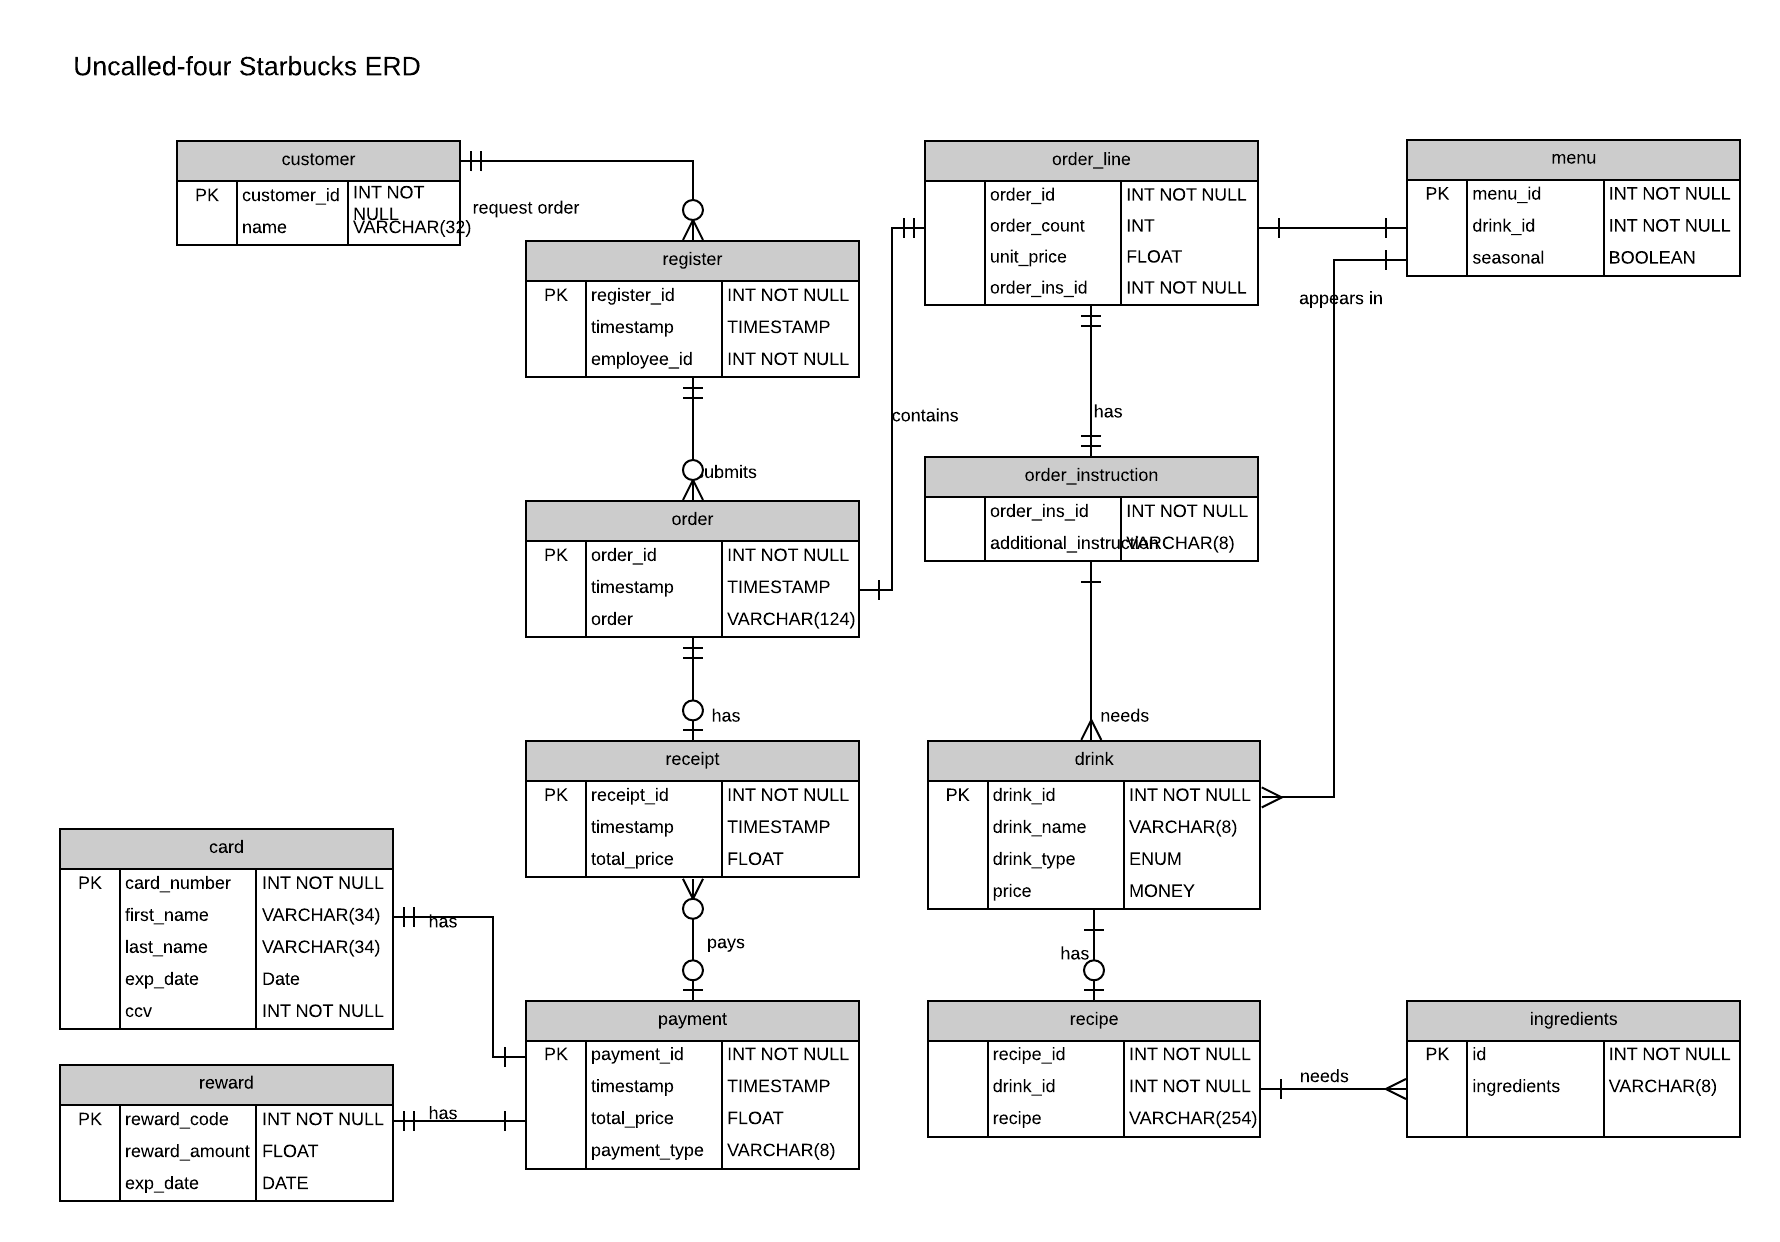 Uncalled-four Starbucks ERD
customer
PK customer_id INT NOT NULL
name VARCHAR(32)
request order
register
PK register_id INT NOT NULL
timestamp TIMESTAMP
employee_id INT NOT NULL
ubmits
order
PK order_id INT NOT NULL
timestamp TIMESTAMP
order VARCHAR(124)
has
receipt
PK receipt_id INT NOT NULL
timestamp TIMESTAMP
total_price FLOAT
pays
payment
PK payment_id INT NOT NULL
timestamp TIMESTAMP
total_price FLOAT
payment_type VARCHAR(8)
card
PK card_number INT NOT NULL
first_name VARCHAR(34)
last_name VARCHAR(34)
exp_date Date
ccv INT NOT NULL
has
reward
PK reward_code INT NOT NULL
reward_amount FLOAT
exp_date DATE
has
order_line
order_id INT NOT NULL
order_count INT
unit_price FLOAT
order_ins_id INT NOT NULL
contains
has
order_instruction
order_ins_id INT NOT NULL
additional_instruction VARCHAR(8)
needs
drink
PK drink_id INT NOT NULL
drink_name VARCHAR(8)
drink_type ENUM
price MONEY
has
recipe
recipe_id INT NOT NULL
drink_id INT NOT NULL
recipe VARCHAR(254)
needs
menu
PK menu_id INT NOT NULL
drink_id INT NOT NULL
seasonal BOOLEAN
appears in
ingredients
PK id INT NOT NULL
ingredients VARCHAR(8)